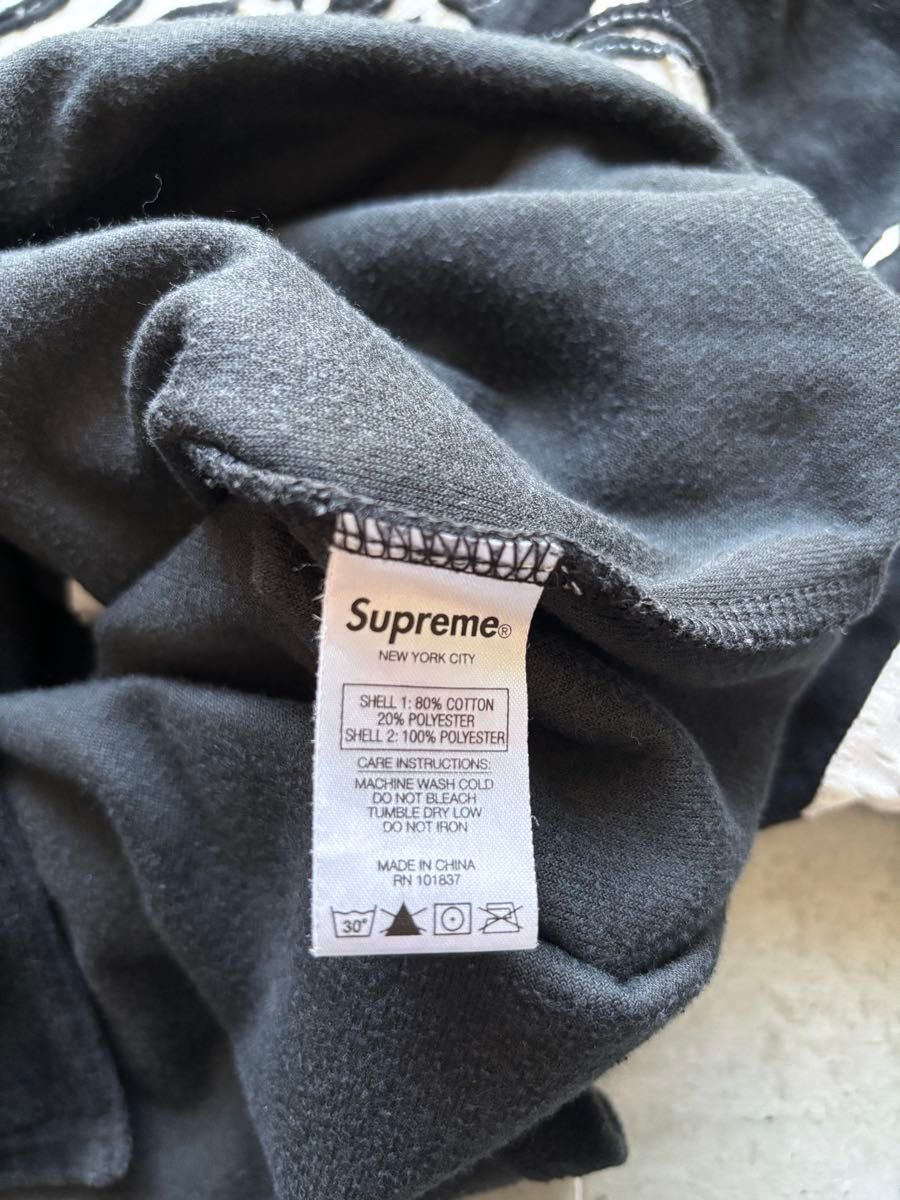 Supreme®
NEW YORK CITY
SHELL 1: 80% COTTON
20% POLYESTER
SHELL 2: 100% POLYESTER
CARE INSTRUCTIONS:
MACHINE WASH COLD
DO NOT BLEACH
TUMBLE DRY LOW
DO NOT IRON
MADE IN CHINA
RN 101837
30°